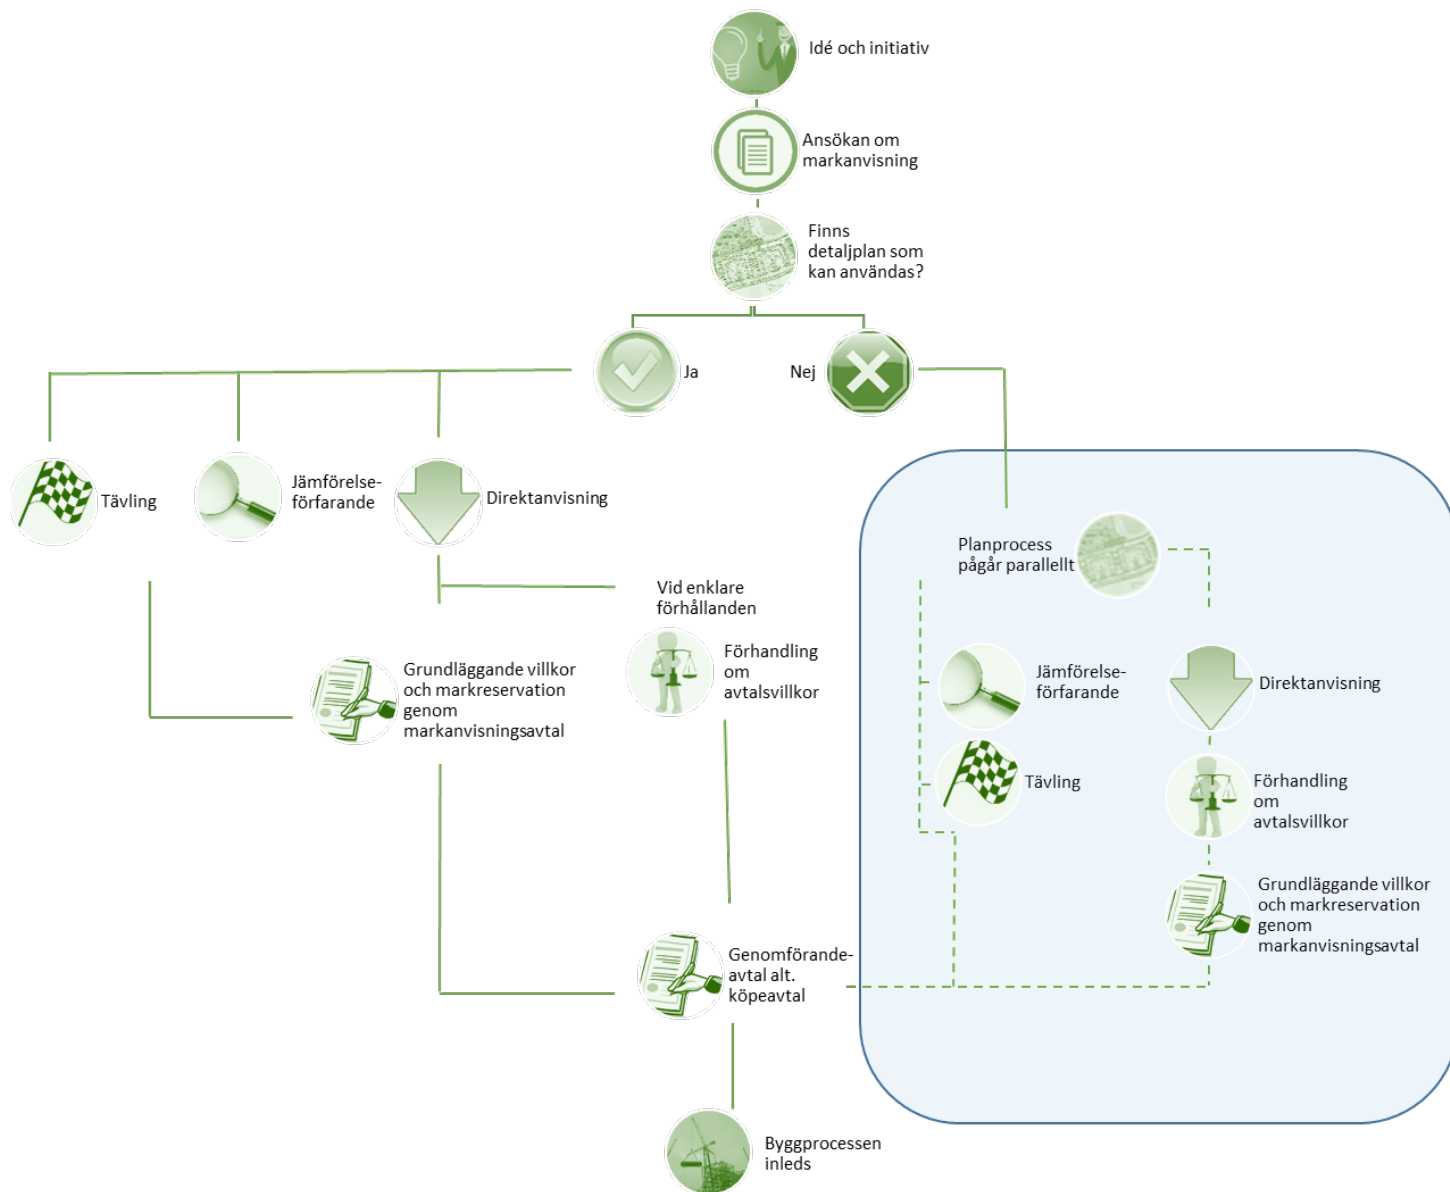 Idé och initiativ
Ansökan om
markanvisning
Finns
detaljplan som
kan användas?
Ja
Nej
Tävling
Jämförelse-
förfarande
Direktanvisning
Vid enklare
förhållanden
Förhandling
om
avtalsvillkor
Grundläggande villkor
och markreservation
genom
markanvisningsavtal
Planprocess
pågår parallellt
Jämförelse-
förfarande
Tävling
Direktanvisning
Förhandling
om
avtalsvillkor
Grundläggande villkor
och markreservation
genom
markanvisningsavtal
Genomförande-
avtal alt.
köpeavtal
Byggprocessen
inleds